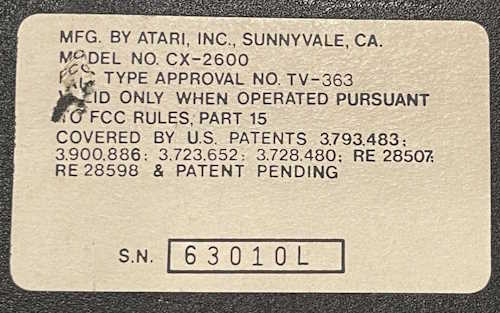 MFG. BY ATARI, INC., SUNNYVALE, CA.
MODEL NO. CX-2600
FCC TYPE APPROVAL NO. TV-363
VALID ONLY WHEN OPERATED PURSUANT
TO FCC RULES, PART 15
COVERED BY U.S. PATENTS 3.793.483;
3.900.886; 3.723.652; 3.728.480; RE 28507;
RE 28598 & PATENT PENDING
S.N. 63010L